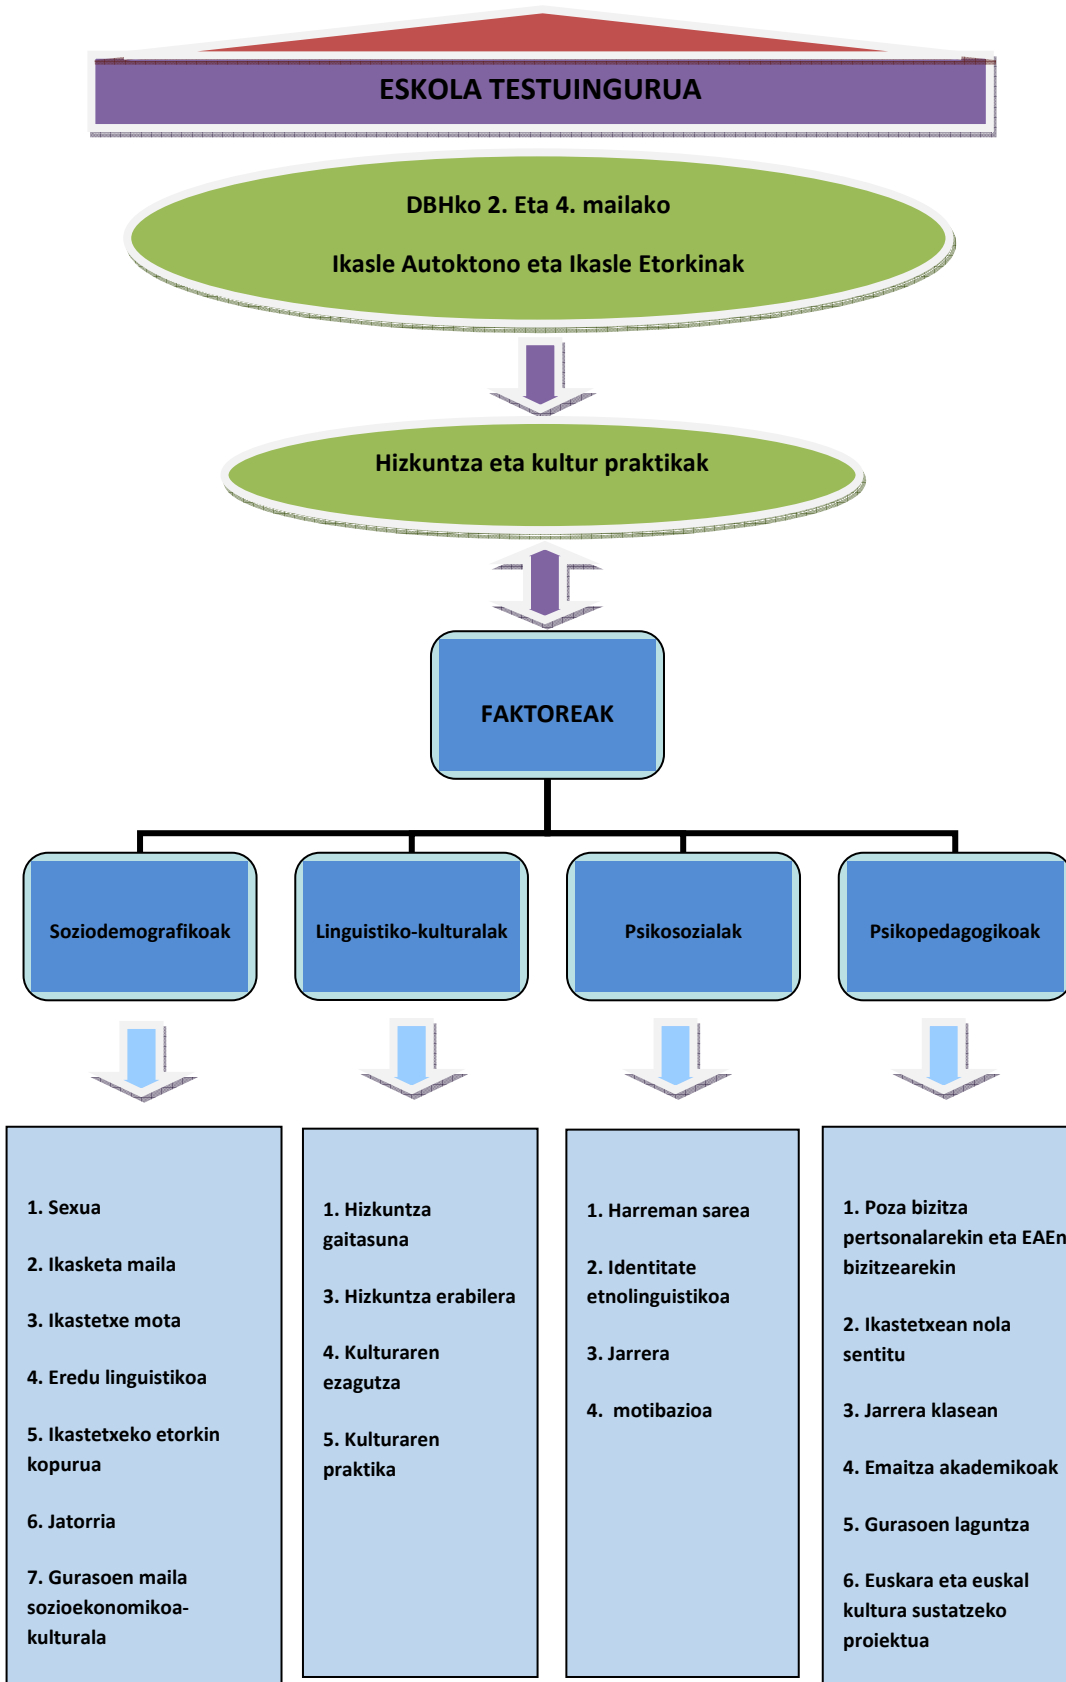 ESKOLA TESTUINGURUA
DBHko 2. Eta 4. mailako
Ikasle Autoktono eta Ikasle Etorkinak
Hizkuntza eta kultur praktikak
FAKTOREAK
Soziodemografikoak
Linguistiko-kulturalak
Psikosozialak
Psikopedagogikoak
1. Sexua
2. Ikasketa maila
3. Ikastetxe mota
4. Eredu linguistikoa
5. Ikastetxeko etorkin
kopurua
6. Jatorria
7. Gurasoen maila
sozioekonomikoa-
kulturala
1. Hizkuntza
gaitasuna
3. Hizkuntza erabilera
4. Kulturaren
ezagutza
5. Kulturaren
praktika
1. Harreman sarea
2. Identitate
etnolinguistikoa
3. Jarrera
4. motibazioa
1. Poza bizitza
pertsonalarekin eta EAEn
bizitzearekin
2. Ikastetxean nola
sentitu
3. Jarrera klasean
4. Emaitza akademikoak
5. Gurasoen laguntza
6. Euskara eta euskal
kultura sustatzeko
proiektua